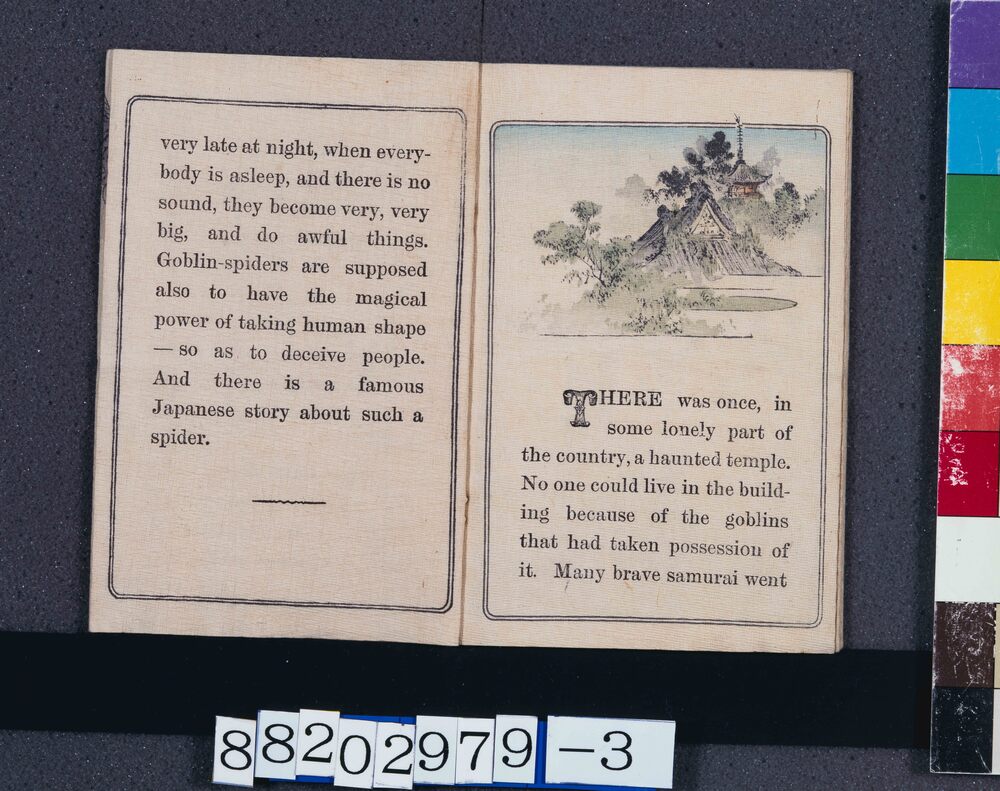 very late at night, when every-
body is asleep, and there is no
sound, they become very, very
big, and do awful things.
Goblin-spiders are supposed
also to have the magical
power of taking human shape
— so as to deceive people.
And there is a famous
Japanese story about such a
spider.
THERE was once, in
some lonely part of
the country, a haunted temple.
No one could live in the build-
ing because of the goblins
that had taken possession of
it. Many brave samurai went
88202979-3